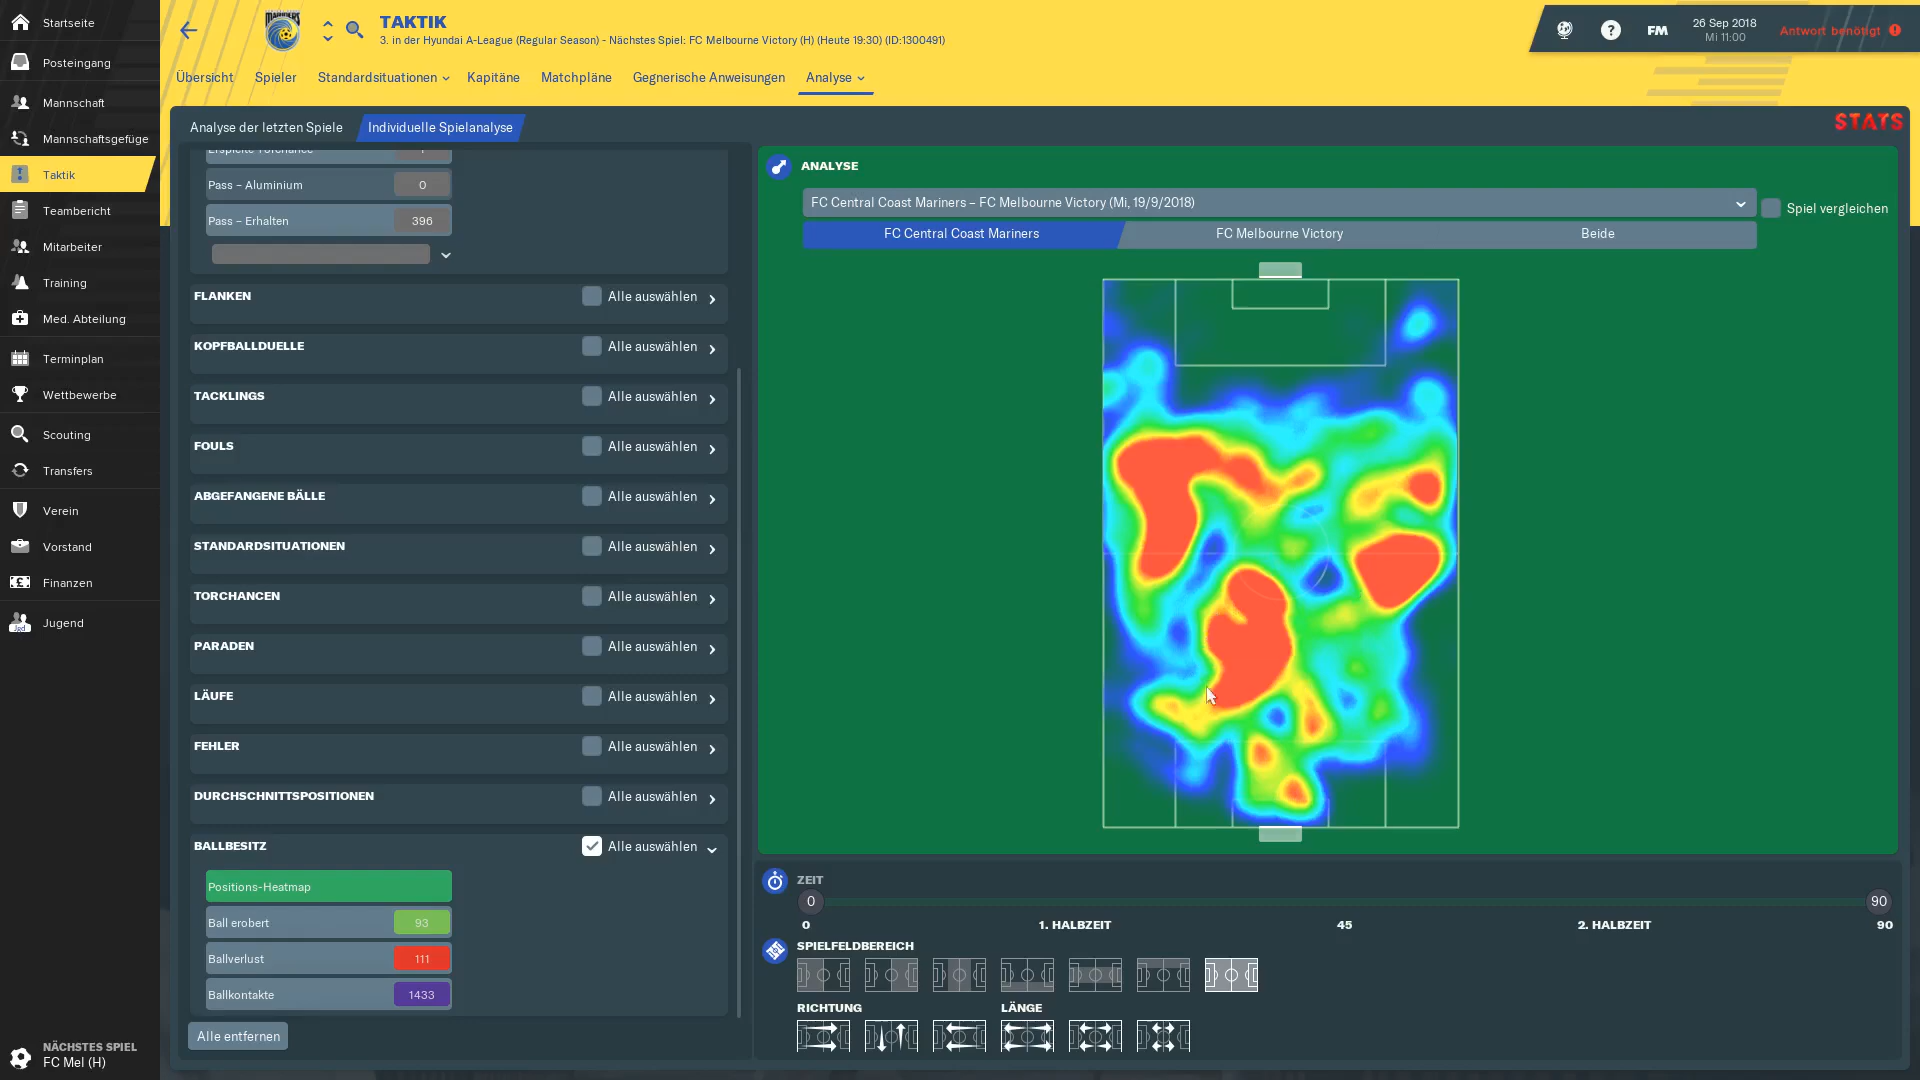 Startseite
Posteingang
Mannschaft
Mannschaftsgefüge
Taktik
Teambericht
Mitarbeiter
Training
Med. Abteilung
Terminplan
Wettbewerbe
Scouting
Transfers
Verein
Vorstand
Finanzen
Jugend
NÄCHSTES SPIEL
FC Mel (H)
MARINERS
TAKTIK
3. in der Hyundai A-League (Regular Season) - Nächstes Spiel: FC Melbourne Victory (H) (Heute 19:30) (ID:1300491)
FM
26 Sep 2018
Mi 11:00
Antwort benötigt
Übersicht
Spieler
Standardsituationen
Kapitäne
Matchpläne
Gegnerische Anweisungen
Analyse
Analyse der letzten Spiele
Individuelle Spielanalyse
STATS
Erspielte Torchance
Pass – Aluminium 0
Pass – Erhalten 396
FLANKEN Alle auswählen
KOPFBALLDUELLE Alle auswählen
TACKLINGS Alle auswählen
FOULS Alle auswählen
ABGEFANGENE BÄLLE Alle auswählen
STANDARDSITUATIONEN Alle auswählen
TORCHANCEN Alle auswählen
PARADEN Alle auswählen
LÄUFE Alle auswählen
FEHLER Alle auswählen
DURCHSCHNITTSPOSITIONEN Alle auswählen
BALLBESITZ Alle auswählen
Positions-Heatmap
Ball erobert 93
Ballverlust 111
Ballkontakte 1433
Alle entfernen
ANALYSE
FC Central Coast Mariners – FC Melbourne Victory (Mi, 19/9/2018)
Spiel vergleichen
FC Central Coast Mariners
FC Melbourne Victory
Beide
ZEIT
0 90
0 1. HALBZEIT 45 2. HALBZEIT 90
SPIELFELDBEREICH
RICHTUNG
LÄNGE